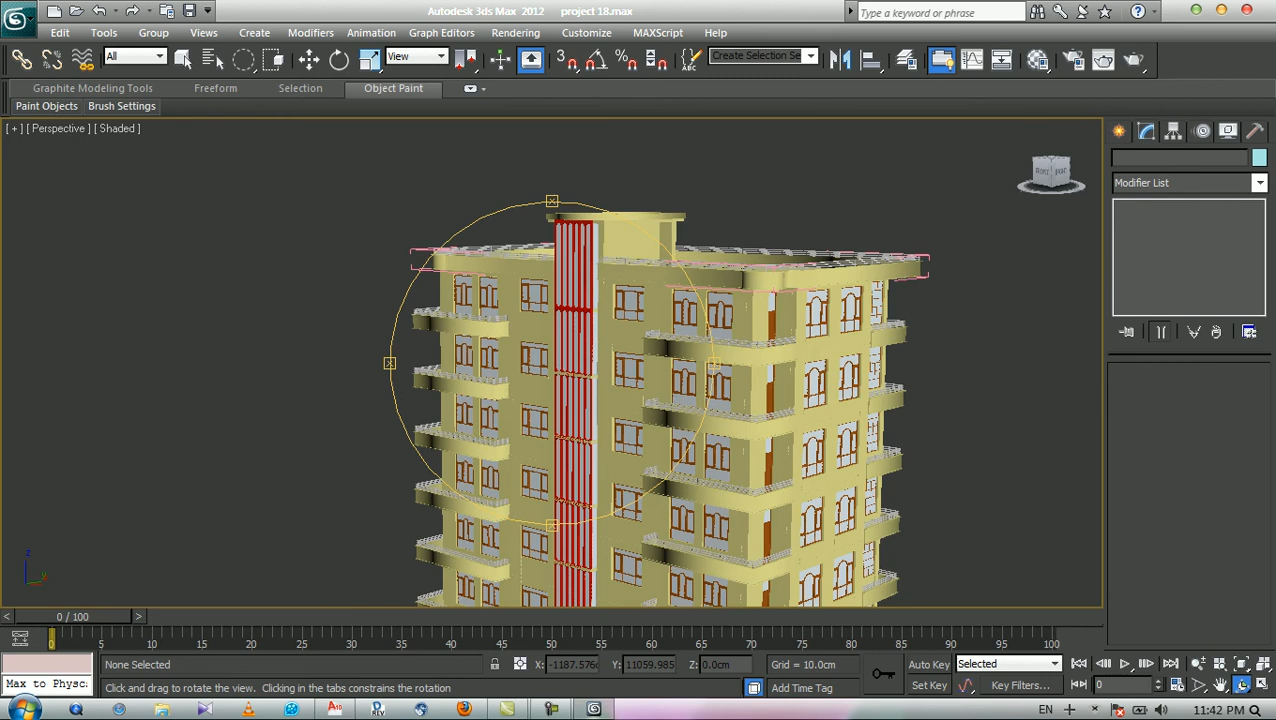 Autodesk 3ds Max 2012 project 18.max
Type a keyword or phrase
Edit Tools Group Views Create Modifiers Animation Graph Editors Rendering Customize MAXScript Help
All View Create Selection Se
Graphite Modeling Tools Freeform Selection Object Paint
Paint Objects Brush Settings
[ + ] [ Perspective ] [ Shaded ]
FRONT
Modifier List
z
0 / 100
0 5 10 15 20 25 30 35 40 45 50 55 60 65 70 75 80 85 90 95 100
None Selected X: -1187.576c Y: 11059.985 Z: 0.0cm Grid = 10.0cm Auto Key Selected
Max to Physc: Click and drag to rotate the view. Clicking in the tabs constrains the rotation Add Time Tag Set Key Key Filters... 0
EN 11:42 PM